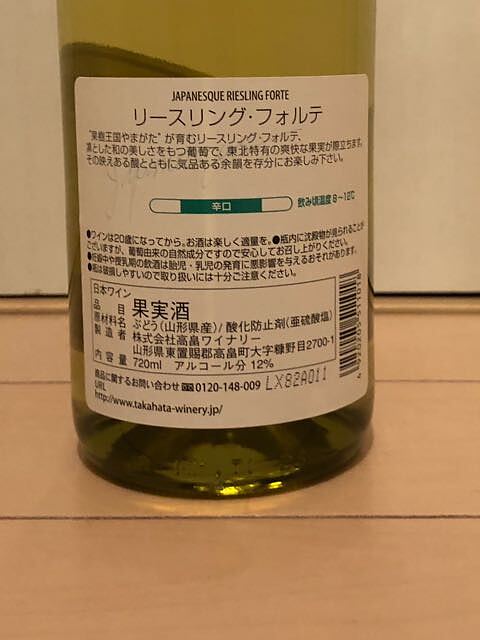 JAPANESQUE RIESLING FORTE
リースリング・フォルテ
"果樹王国やまがた"が育むリースリング・フォルテ、
凛とした和の美しさをもつ葡萄で、東北特有の爽快な果実が際立ちます。
その映えある酸とともに気品ある余韻を存分にお楽しみ下さい。
辛口 飲み頃温度8～12℃
●ワインは20歳になってから。お酒は楽しく適量を。●瓶内に沈殿物が見られることが
ございますが、葡萄由来の自然成分ですので安心してお召し上がりください。
●妊娠中や授乳期の飲酒は胎児・乳児の発育に悪影響を与えるおそれがあります。
●瓶は破損しやすいので取り扱いには十分ご注意ください。
日本ワイン
品目 果実酒
原材料名 ぶどう(山形県産)/酸化防止剤(亜硫酸塩)
製造者 株式会社高畠ワイナリー
山形県東置賜郡高畠町大字糠野目2700-1
720ml アルコール分 12%
商品に関するお問い合わせ 0120-148-009
LX82A011
URL
http://www.takahata-winery.jp/